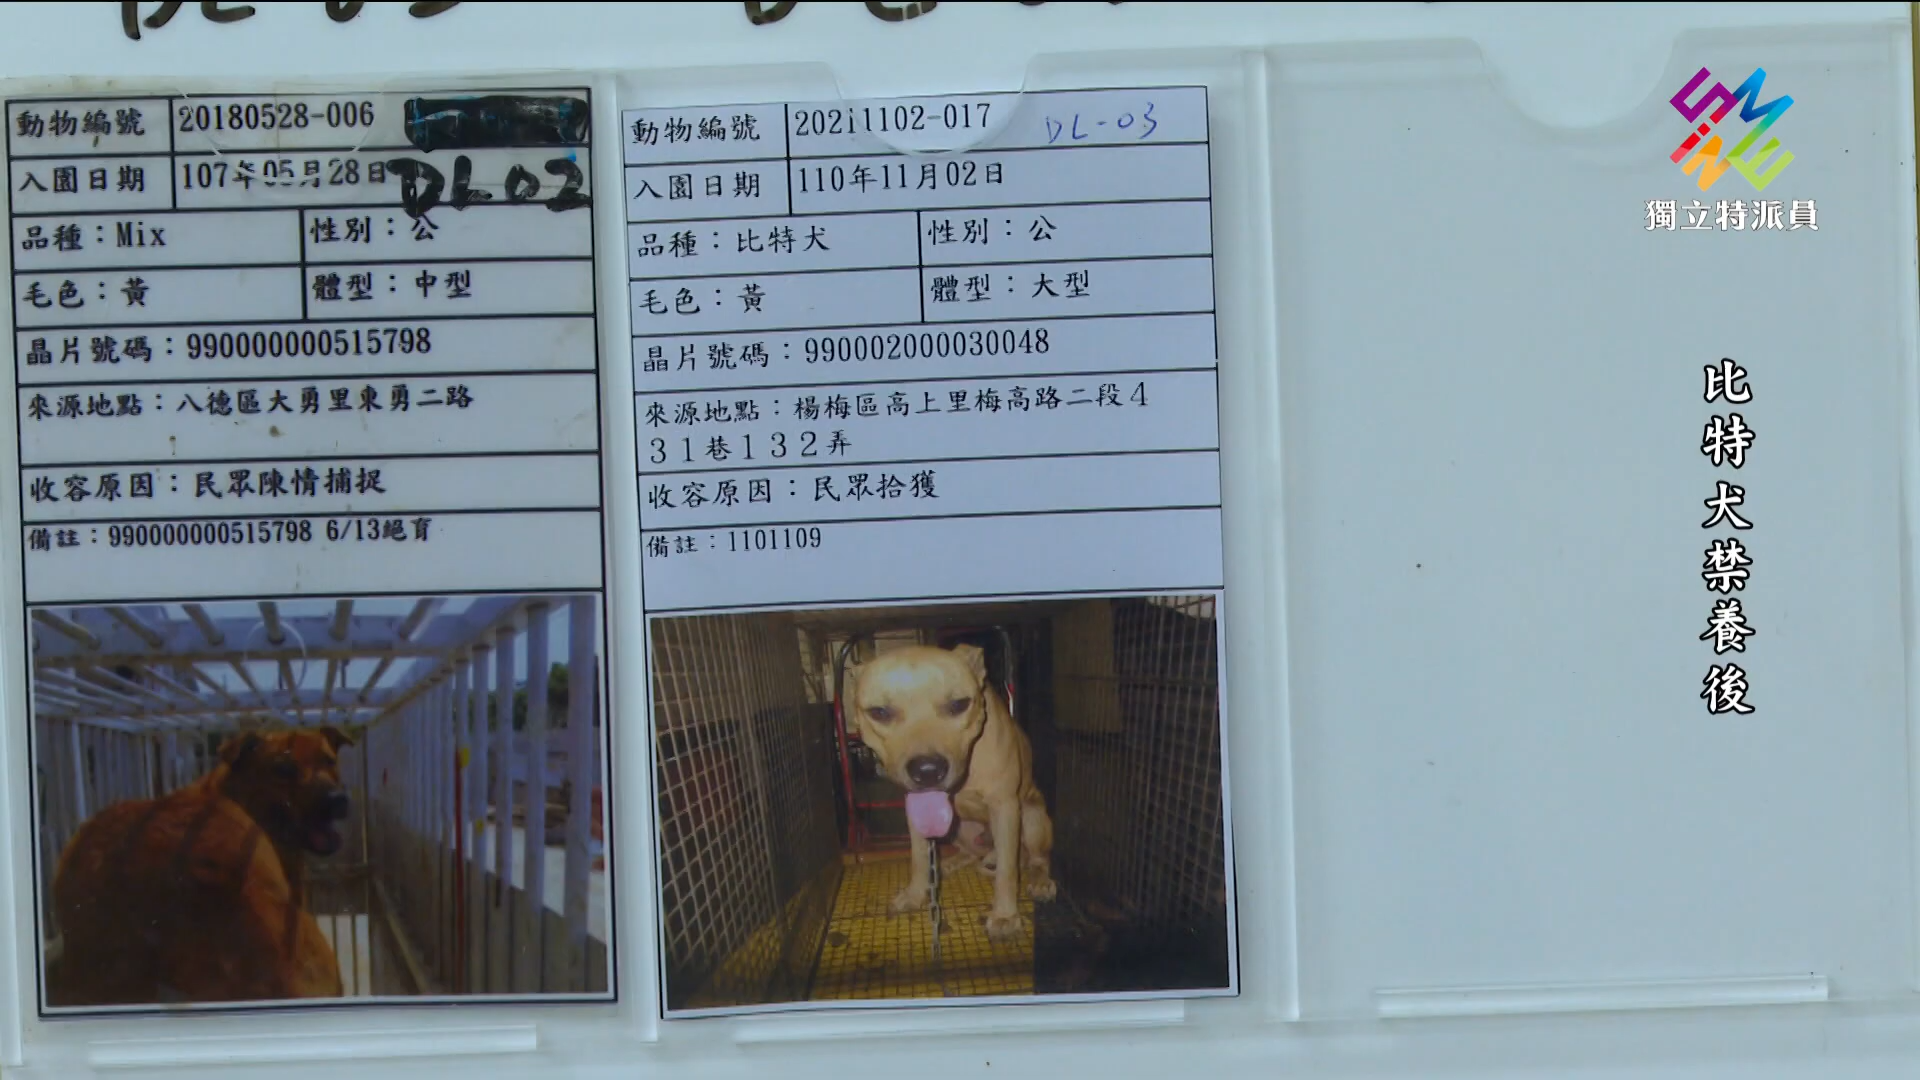 動物編號 20180528-006
入園日期 107年05月28日 DL02
品種：Mix 性別：公
毛色：黃 體型：中型
晶片號碼：990000000515798
來源地點：八德區大勇里東勇二路
收容原因：民眾陳情捕捉
備註：990000000515798 6/13絕育
動物編號 20211102-017 DL-03
入園日期 110年11月02日
品種：比特犬 性別：公
毛色：黃 體型：大型
晶片號碼：990002000030048
來源地點：楊梅區高上里梅高路二段４
３１巷１３２弄
收容原因：民眾拾獲
備註：1101109
獨立特派員
比特犬禁養後